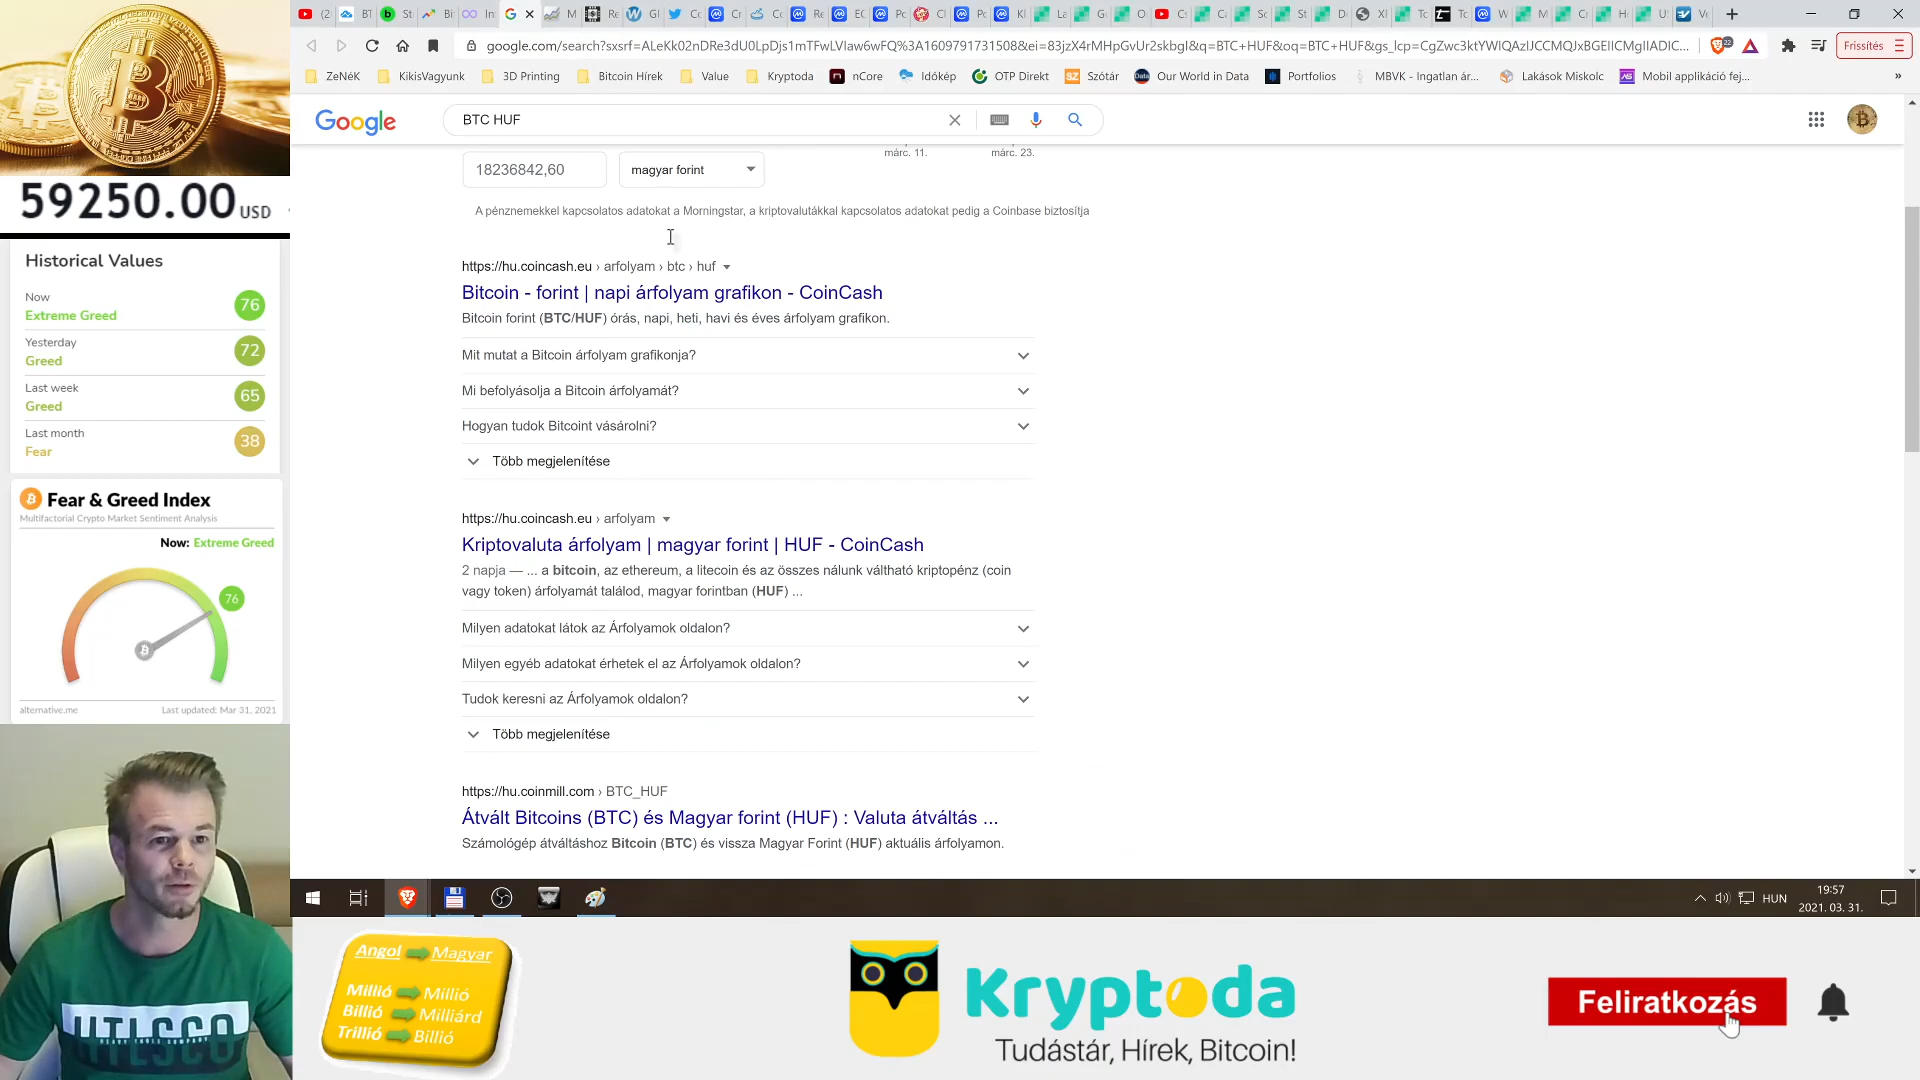 59250.00 USD
Historical Values
Now
Extreme Greed
76
Yesterday
Greed
72
Last week
Greed
65
Last month
Fear
38
Fear & Greed Index
Multifactorial Crypto Market Sentiment Analysis
Now: Extreme Greed
76
alternative.me
Last updated: Mar 31, 2021
google.com/search?sxsrf=ALeKk02nDRe3dU0LpDjs1mTFwLVIaw6wFQ%3A1609791731508&ei=83jzX4rMHpGvUr2skbgI&q=BTC+HUF&oq=BTC+HUF&gs_lcp=CgZwc3ktYWIQAzIJCCMQJxBGEIICMgIIADIC...
22
Frissítés
ZeNéK
KikisVagyunk
3D Printing
Bitcoin Hírek
Value
Kryptoda
nCore
Időkép
OTP Direkt
SZ Szótár
Our World in Data
Portfolios
MBVK - Ingatlan ár...
Lakások Miskolc
Mobil applikáció fej...
»
Google
BTC HUF
márc. 11.
márc. 23.
18236842,60
magyar forint
A pénznemekkel kapcsolatos adatokat a Morningstar, a kriptovalutákkal kapcsolatos adatokat pedig a Coinbase biztosítja
https://hu.coincash.eu › arfolyam › btc › huf
Bitcoin - forint | napi árfolyam grafikon - CoinCash
Bitcoin forint (BTC/HUF) órás, napi, heti, havi és éves árfolyam grafikon.
Mit mutat a Bitcoin árfolyam grafikonja?
Mi befolyásolja a Bitcoin árfolyamát?
Hogyan tudok Bitcoint vásárolni?
Több megjelenítése
https://hu.coincash.eu › arfolyam
Kriptovaluta árfolyam | magyar forint | HUF - CoinCash
2 napja — ... a bitcoin, az ethereum, a litecoin és az összes nálunk váltható kriptopénz (coin
vagy token) árfolyamát találod, magyar forintban (HUF) ...
Milyen adatokat látok az Árfolyamok oldalon?
Milyen egyéb adatokat érhetek el az Árfolyamok oldalon?
Tudok keresni az Árfolyamok oldalon?
Több megjelenítése
https://hu.coinmill.com › BTC_HUF
Átvált Bitcoins (BTC) és Magyar forint (HUF) : Valuta átváltás ...
Számológép átváltáshoz Bitcoin (BTC) és vissza Magyar Forint (HUF) aktuális árfolyamon.
HUN
19:57
2021. 03. 31.
Angol Magyar
Millió Millió
Billió Milliárd
Trillió Billió
Kryptoda
Tudástár, Hírek, Bitcoin!
Feliratkozás